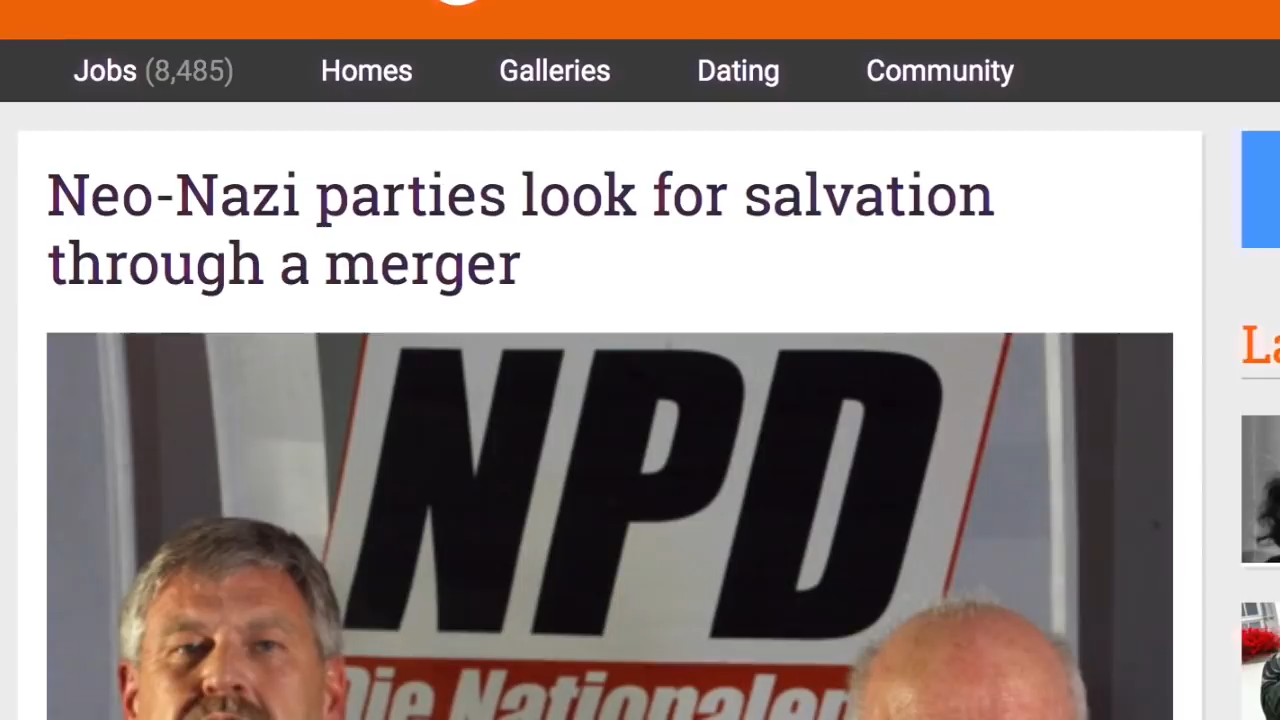 Jobs (8,485) Homes Galleries Dating Community
Neo-Nazi parties look for salvation
through a merger
NPD
Die Nationalen